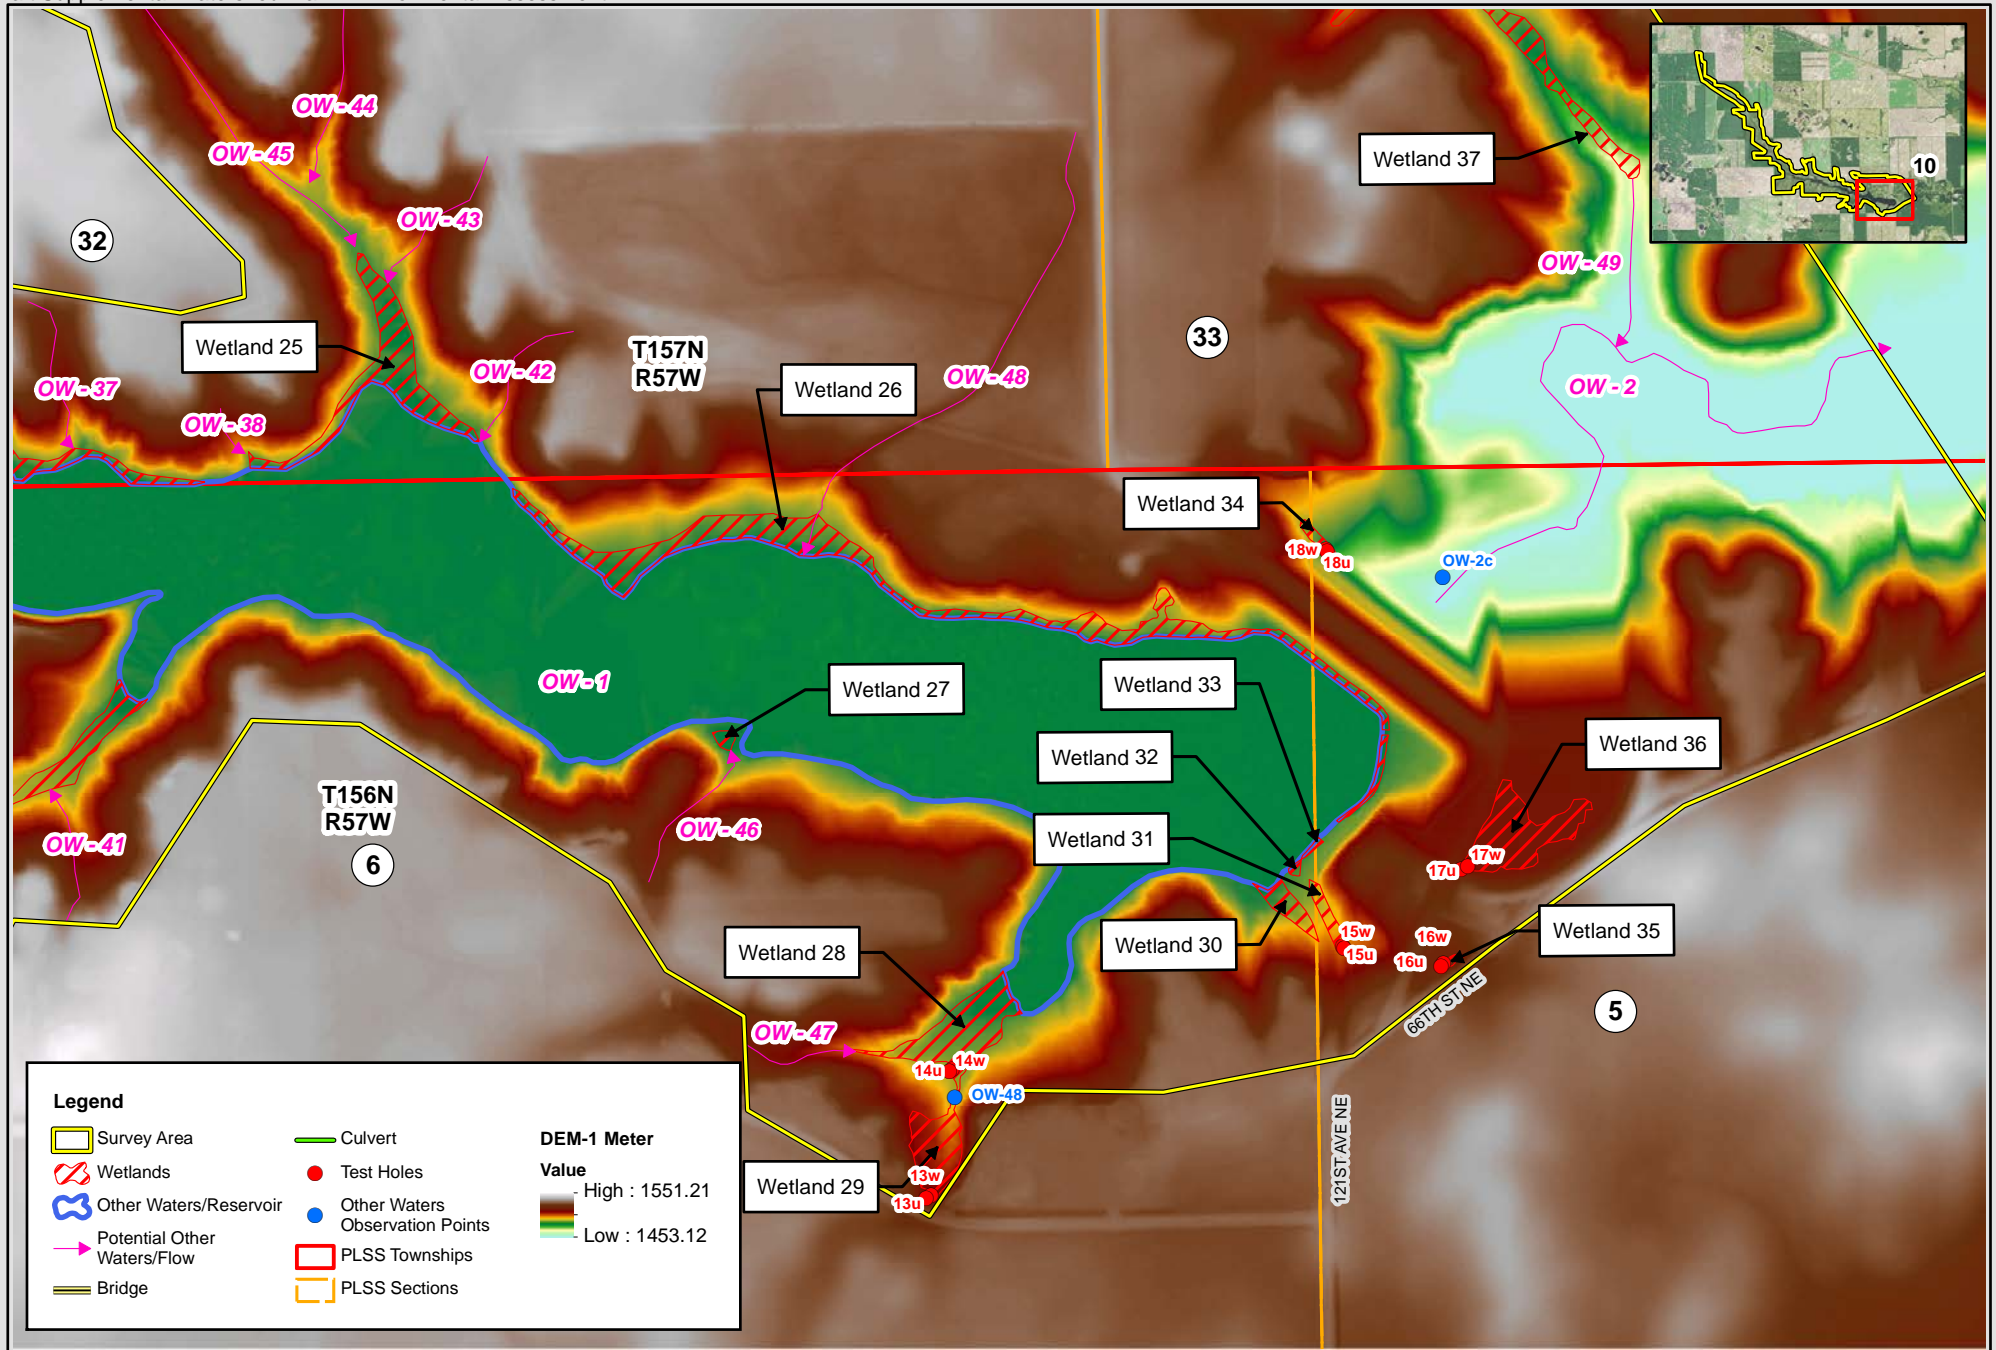 OW - 44
OW - 45
OW - 43
32
Wetland 37
10
OW - 49
33
T157N
R57W
Wetland 25
OW - 42
OW - 48
Wetland 26
OW - 37
OW - 38
OW - 2
Wetland 34
18w
18u
OW-2c
OW - 1
Wetland 27
Wetland 33
Wetland 32
Wetland 36
T156N
R57W
6
OW - 46
OW - 41
Wetland 31
17w
17u
Wetland 30
15w
15u
16w
16u
Wetland 35
66TH ST NE
5
Wetland 28
OW - 47
14u
14w
OW-48
121ST AVE NE
Wetland 29
13w
13u
Legend
Survey Area
Wetlands
Other Waters/Reservoir
Potential Other
Waters/Flow
Bridge
Culvert
Test Holes
Other Waters
Observation Points
PLSS Townships
PLSS Sections
DEM-1 Meter
Value
High : 1551.21
Low : 1453.12